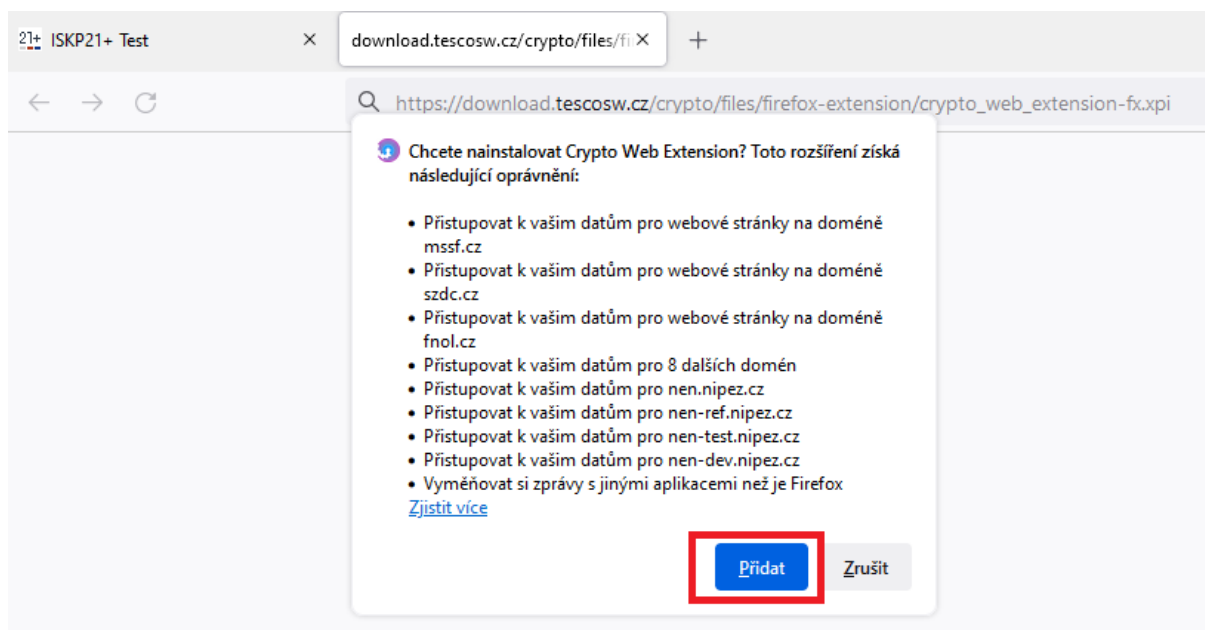 21+ ISKP21+ Test
download.tescosw.cz/crypto/files/fi
https://download.tescosw.cz/crypto/files/firefox-extension/crypto_web_extension-fx.xpi
Chcete nainstalovat Crypto Web Extension? Toto rozšíření získá
následující oprávnění:
• Přistupovat k vašim datům pro webové stránky na doméně
mssf.cz
• Přistupovat k vašim datům pro webové stránky na doméně
szdc.cz
• Přistupovat k vašim datům pro webové stránky na doméně
fnol.cz
• Přistupovat k vašim datům pro 8 dalších domén
• Přistupovat k vašim datům pro nen.nipez.cz
• Přistupovat k vašim datům pro nen-ref.nipez.cz
• Přistupovat k vašim datům pro nen-test.nipez.cz
• Přistupovat k vašim datům pro nen-dev.nipez.cz
• Vyměňovat si zprávy s jinými aplikacemi než je Firefox
Zjistit více
Přidat Zrušit